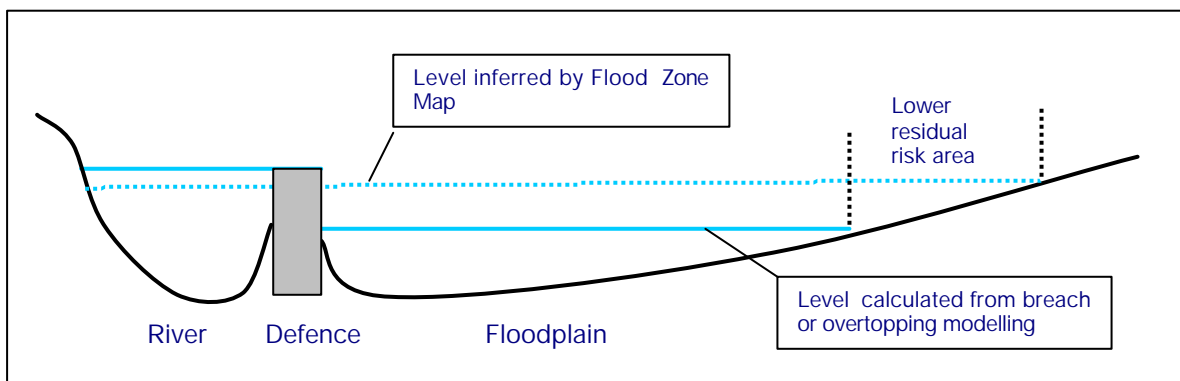 Level inferred by Flood Zone
Map
Lower
residual
risk area
Level calculated from breach
or overtopping modelling
River
Defence
Floodplain